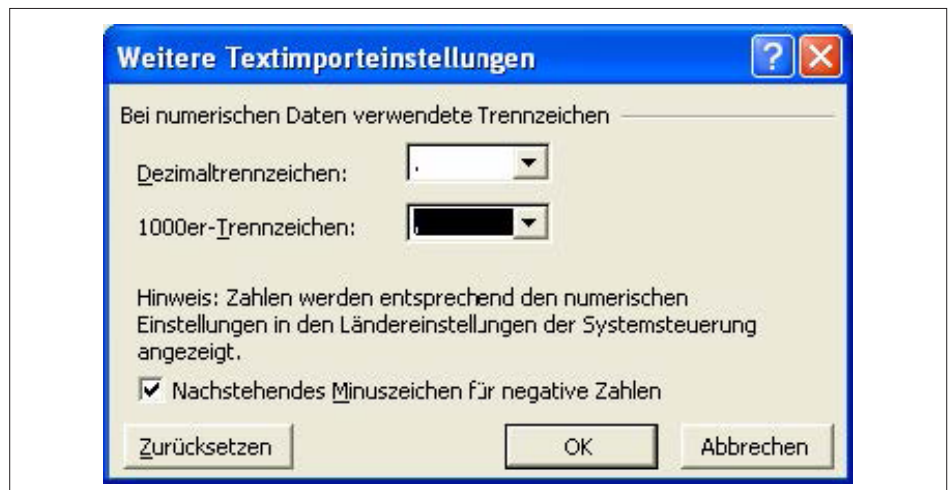 Weitere Textimporteinstellungen
Bei numerischen Daten verwendete Trennzeichen
Dezimaltrennzeichen: .
1000er-Trennzeichen: ,
Hinweis: Zahlen werden entsprechend den numerischen
Einstellungen in den Ländereinstellungen der Systemsteuerung
angezeigt.
Nachstehendes Minuszeichen für negative Zahlen
Zurücksetzen OK Abbrechen